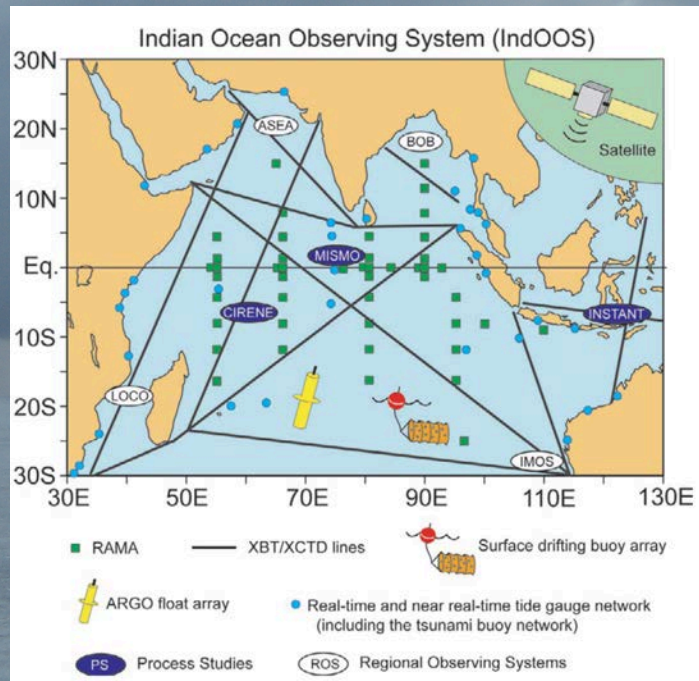 Indian Ocean Observing System (IndOOS)
30N
20N
10N
Eq.
10S
20S
30S
30E
50E
70E
90E
110E
130E
ASEA
BOB
Satellite
MISMO
CIRENE
INSTANT
LOCO
IMOS
RAMA
XBT/XCTD lines
Surface drifting buoy array
ARGO float array
Real-time and near real-time tide gauge network
(including the tsunami buoy network)
PS Process Studies
ROS Regional Observing Systems